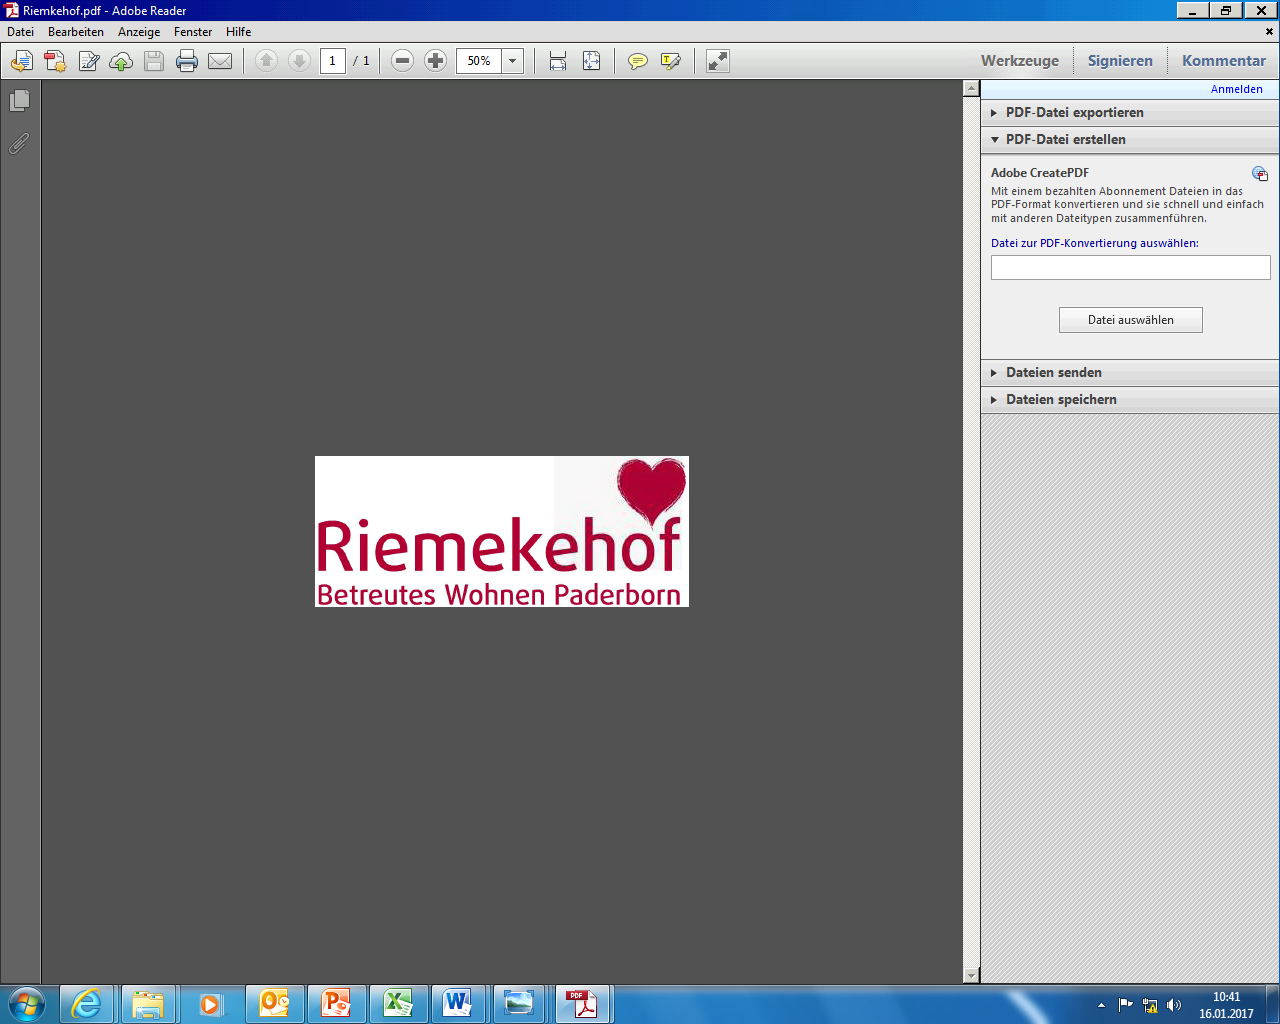 Riemkehof.pdf - Adobe Reader
Datei Bearbeiten Anzeige Fenster Hilfe
1 / 1 50% Werkzeuge Signieren Kommentar
Anmelden
PDF-Datei exportieren
PDF-Datei erstellen
Adobe CreatePDF
Mit einem bezahlten Abonnement Dateien in das
PDF-Format konvertieren und sie schnell und einfach
mit anderen Dateitypen zusammenführen.
Datei zur PDF-Konvertierung auswählen:
Datei auswählen
Dateien senden
Dateien speichern
Riemekehof
Betreutes Wohnen Paderborn
PDF
10:41
16.01.2017